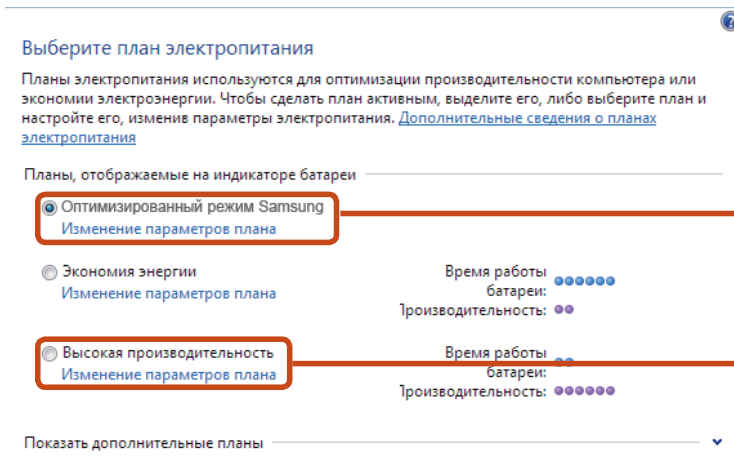 Выберите план электропитания
Планы электропитания используются для оптимизации производительности компьютера или
экономии электроэнергии. Чтобы сделать план активным, выделите его, либо выберите план и
настройте его, изменив параметры электропитания. Дополнительные сведения о планах
электропитания
Планы, отображаемые на индикаторе батареи
Оптимизированный режим Samsung
Изменение параметров плана
Экономия энергии
Время работы
Изменение параметров плана
батареи:
Производительность:
Высокая производительность
Время работы
Изменение параметров плана
батареи:
Производительность:
Показать дополнительные планы